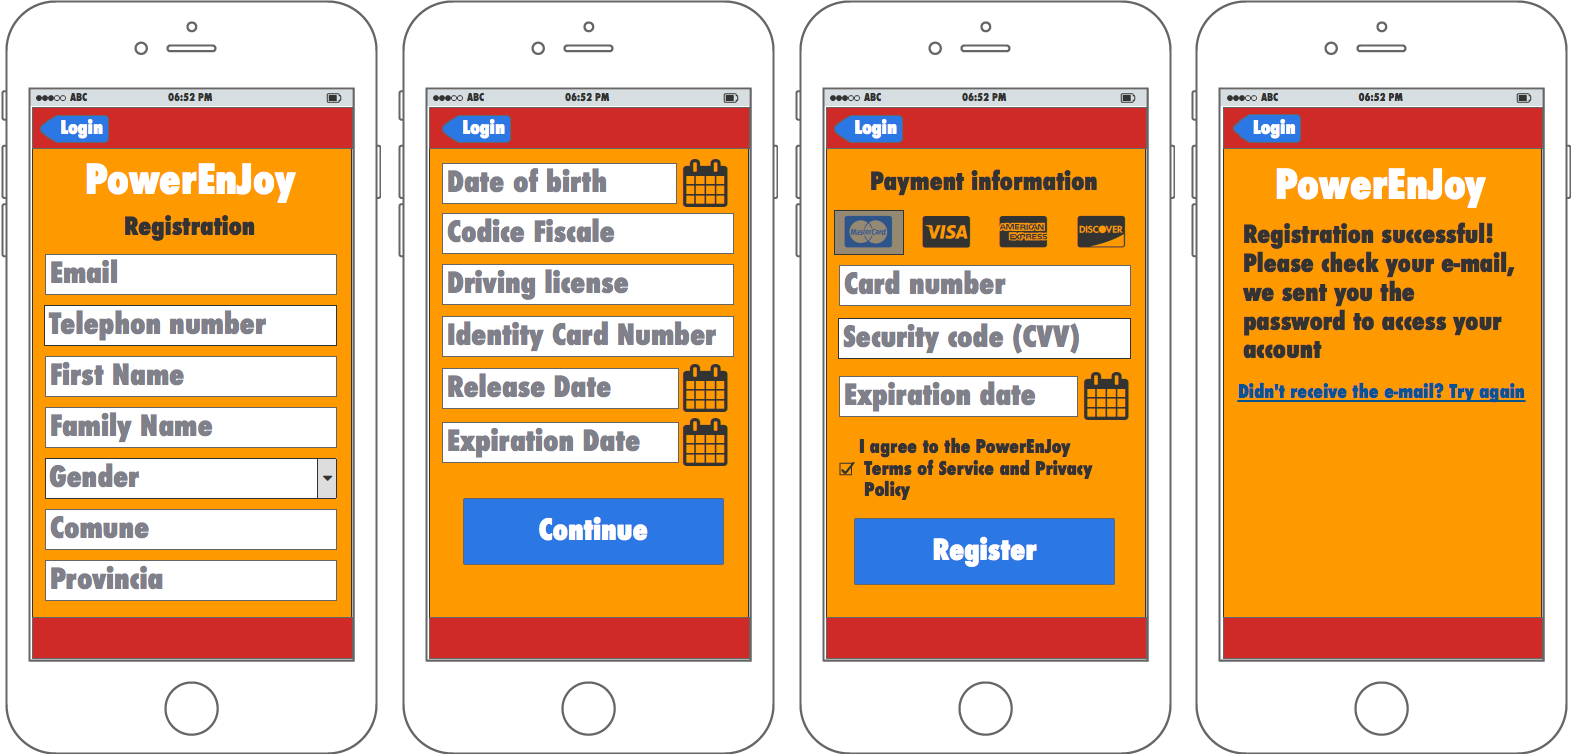 ABC 06:52 PM
Login
PowerEnJoy
Registration
Email
Telephon number
First Name
Family Name
Gender
Comune
Provincia
ABC 06:52 PM
Login
Date of birth
Codice Fiscale
Driving license
Identity Card Number
Release Date
Expiration Date
Continue
ABC 06:52 PM
Login
Payment information
MasterCard VISA AMERICAN EXPRESS DISCOVER
Card number
Security code (CVV)
Expiration date
I agree to the PowerEnJoy
Terms of Service and Privacy
Policy
Register
ABC 06:52 PM
Login
PowerEnJoy
Registration successful!
Please check your e-mail,
we sent you the
password to access your
account
Didn't receive the e-mail? Try again